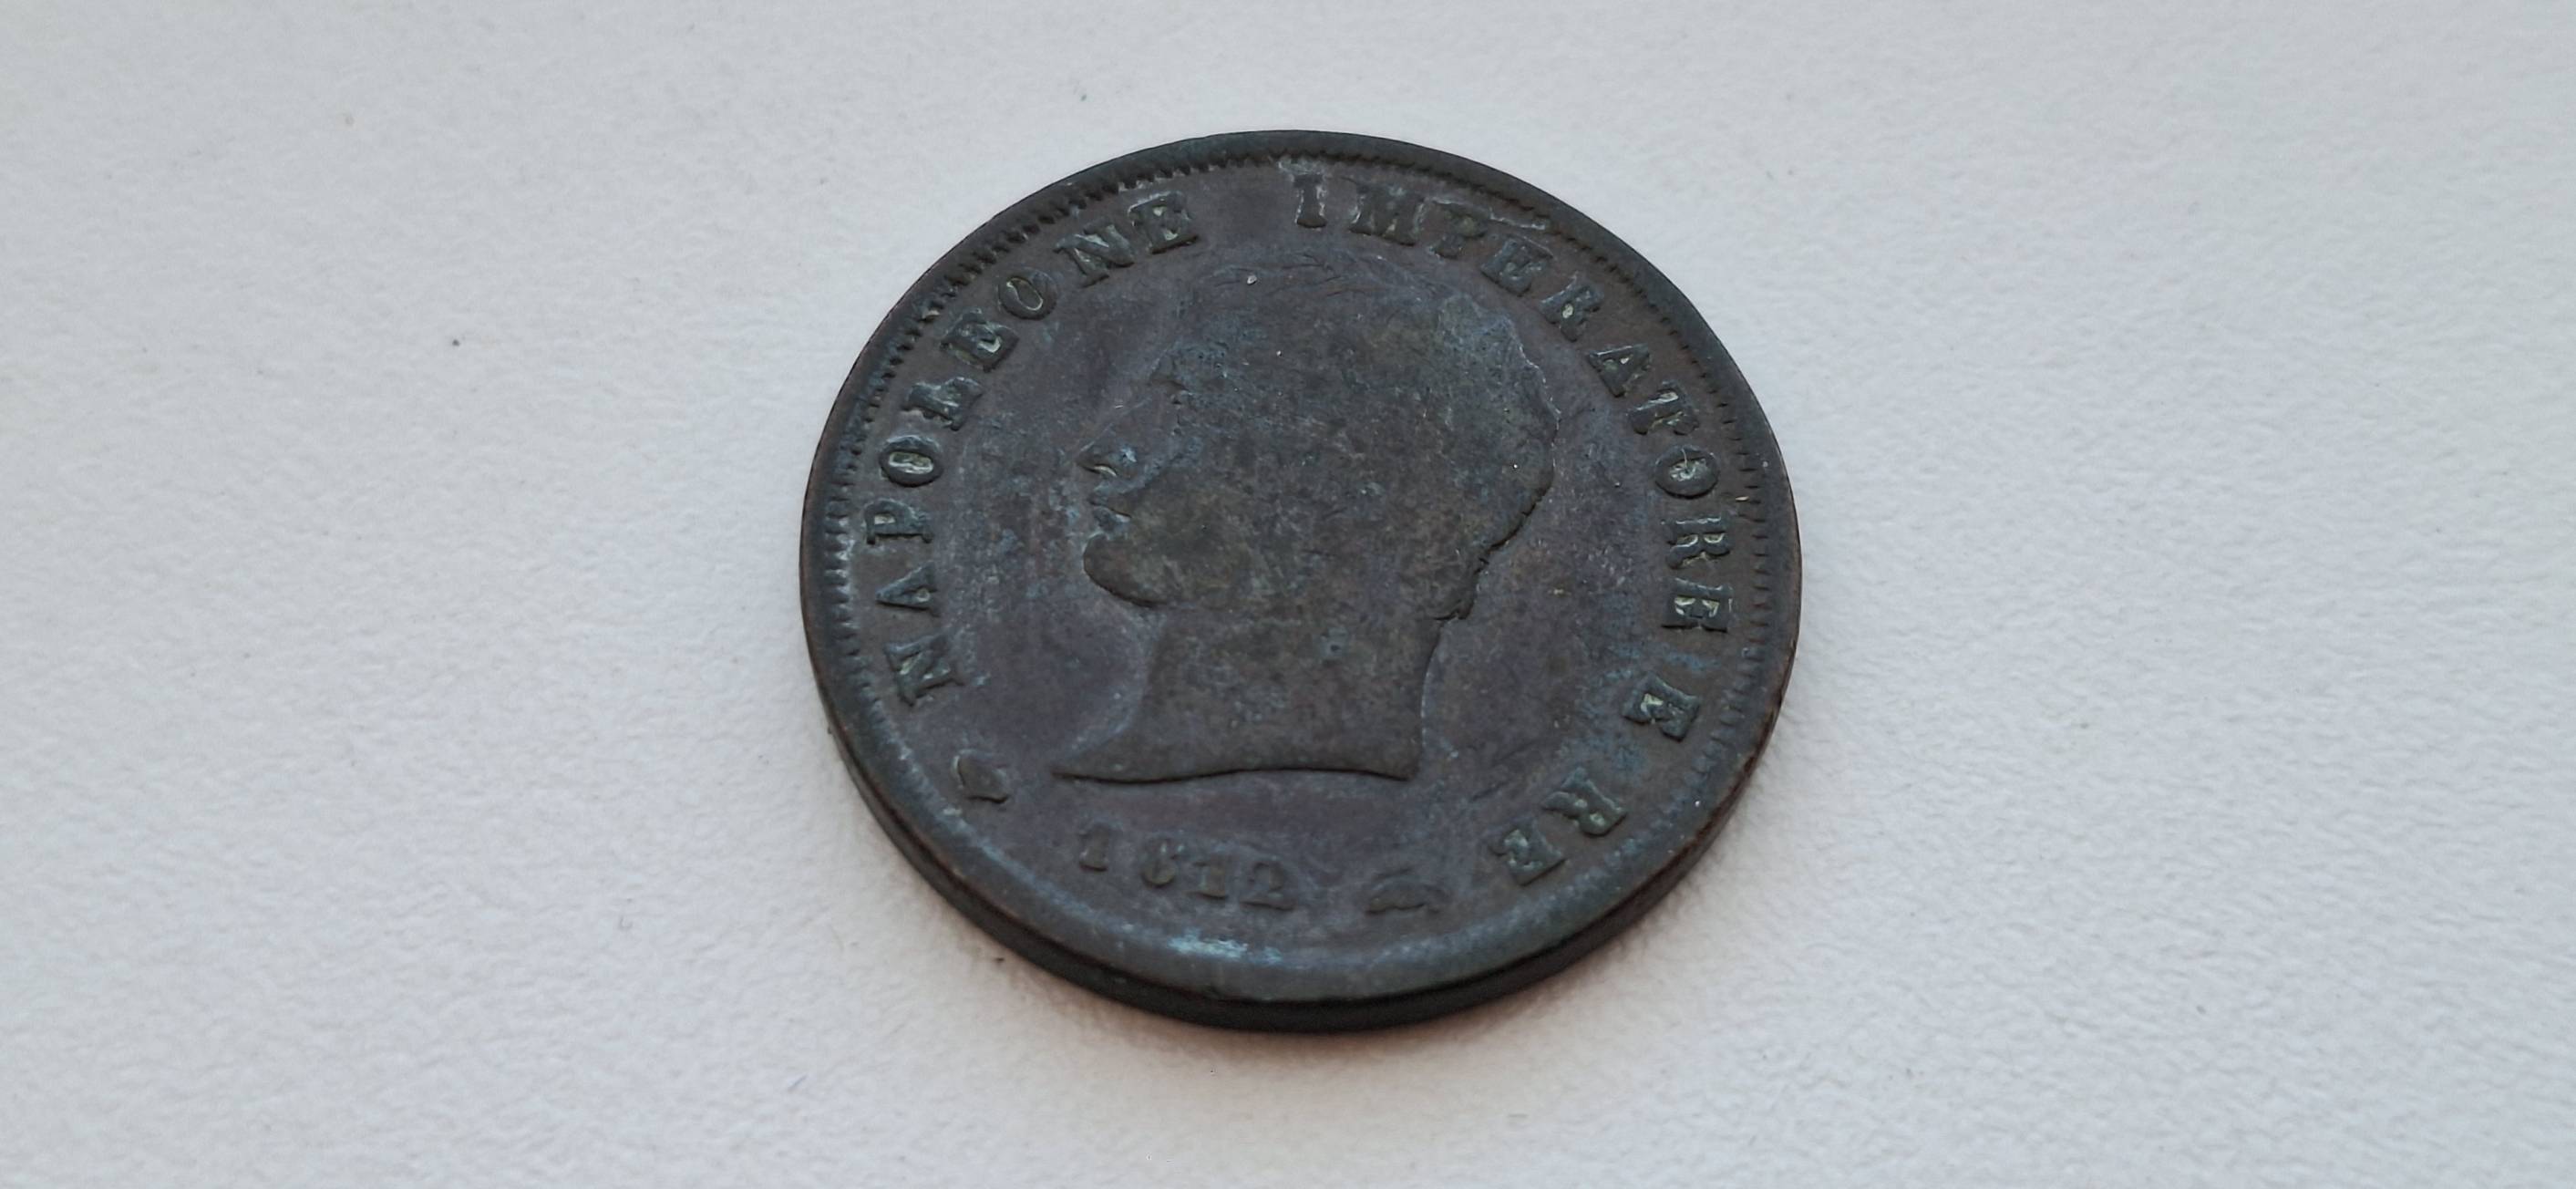 NAPOLEONE IMPERATORE E RE
1812